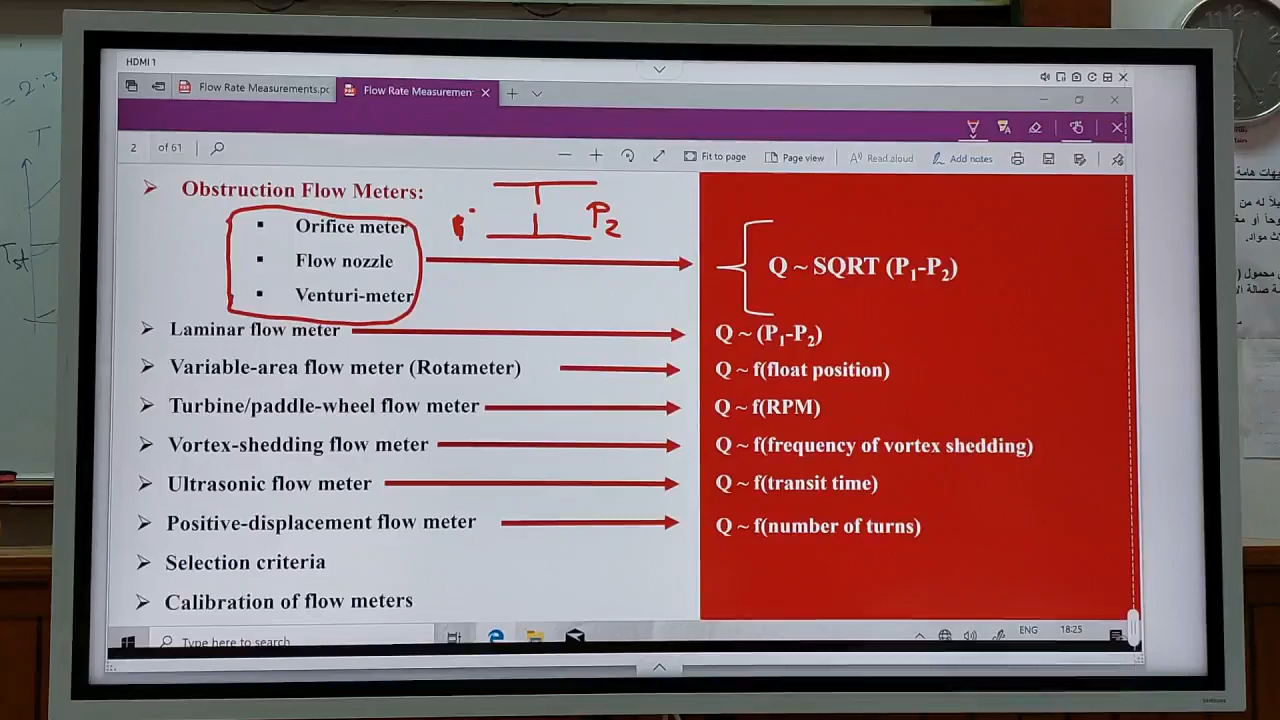 HDMI 1
Flow Rate Measurements.pc
Flow Rate Measuremen
2 of 61
Fit to page
Page view
Read aloud
Add notes
Obstruction Flow Meters:
Orifice meter
P2
Flow nozzle
Q ~ SQRT (P1-P2)
Venturi-meter
Laminar flow meter
Q ~ (P1-P2)
Variable-area flow meter (Rotameter)
Q ~ f(float position)
Turbine/paddle-wheel flow meter
Q ~ f(RPM)
Vortex-shedding flow meter
Q ~ f(frequency of vortex shedding)
Ultrasonic flow meter
Q ~ f(transit time)
Positive-displacement flow meter
Q ~ f(number of turns)
Selection criteria
Calibration of flow meters
Type here to search
ENG
18:25
SAMSUNG